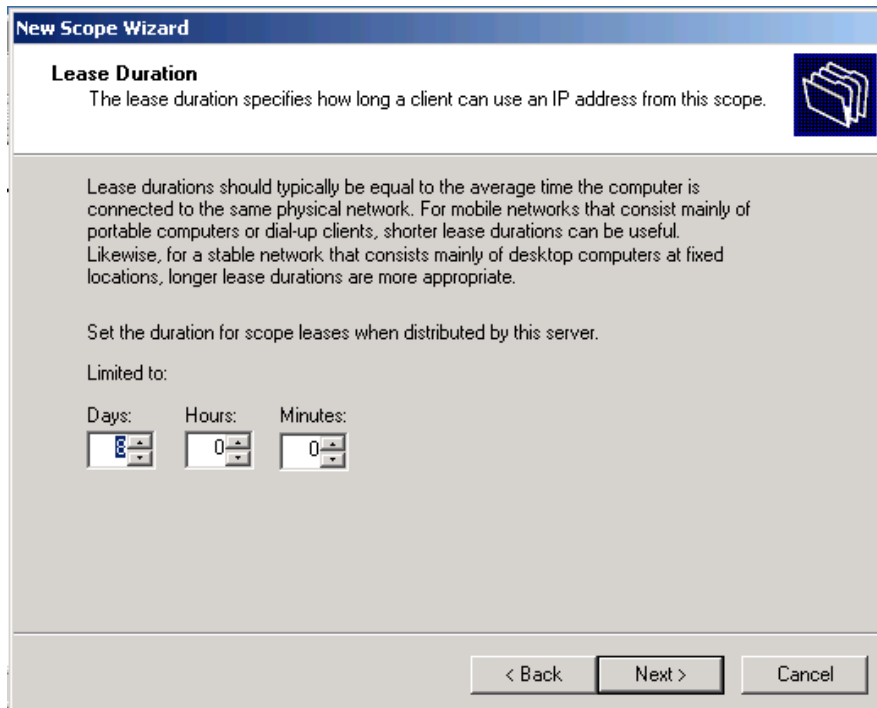 New Scope Wizard
Lease Duration
The lease duration specifies how long a client can use an IP address from this scope.
Lease durations should typically be equal to the average time the computer is
connected to the same physical network. For mobile networks that consist mainly of
portable computers or dial-up clients, shorter lease durations can be useful.
Likewise, for a stable network that consists mainly of desktop computers at fixed
locations, longer lease durations are more appropriate.
Set the duration for scope leases when distributed by this server.
Limited to:
Days: Hours: Minutes:
8 0 0
< Back Next > Cancel